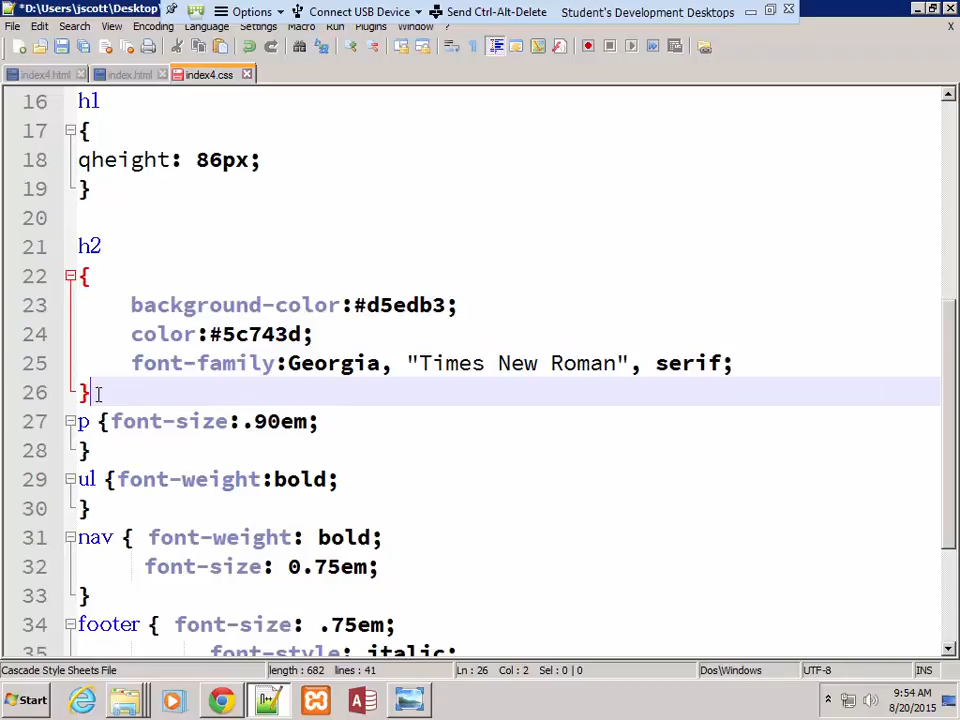 *D:\Users\jscott\Desktop\
Options
Connect USB Device
Send Ctrl-Alt-Delete
Student's Development Desktops
File Edit Search View Encoding Language Settings Macro Run Plugins Window ? X
index4.html index.html index4.css
16 h1
17 {
18 qheight: 86px;
19 }
20
21 h2
22 {
23 background-color:#d5edb3;
24 color:#5c743d;
25 font-family:Georgia, "Times New Roman", serif;
26 }
27 p {font-size:.90em;
28 }
29 ul {font-weight:bold;
30 }
31 nav { font-weight: bold;
32 font-size: 0.75em;
33 }
34 footer { font-size: .75em;
35 font-style: italic;
Cascade Style Sheets File length : 682 lines : 41 Ln : 26 Col : 2 Sel : 0 | 0 Dos\Windows UTF-8 INS
Start
9:54 AM
8/20/2015